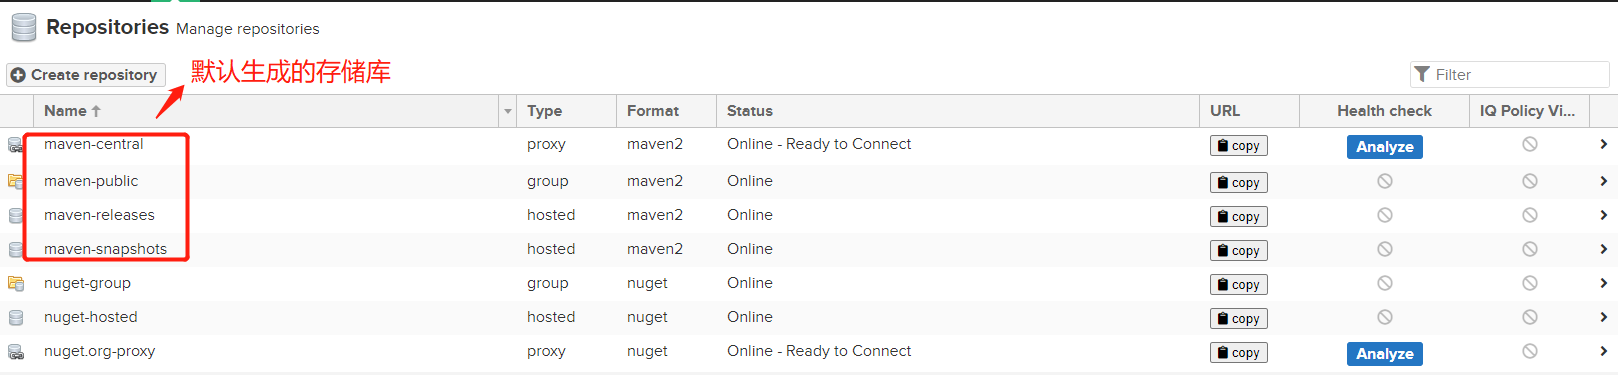 Repositories Manage repositories
Create repository
默认生成的存储库
Filter
Name Type Format Status URL Health check IQ Policy Vi...
maven-central proxy maven2 Online - Ready to Connect copy Analyze
maven-public group maven2 Online copy
maven-releases hosted maven2 Online copy
maven-snapshots hosted maven2 Online copy
nuget-group group nuget Online copy
nuget-hosted hosted nuget Online copy
nuget.org-proxy proxy nuget Online - Ready to Connect copy Analyze